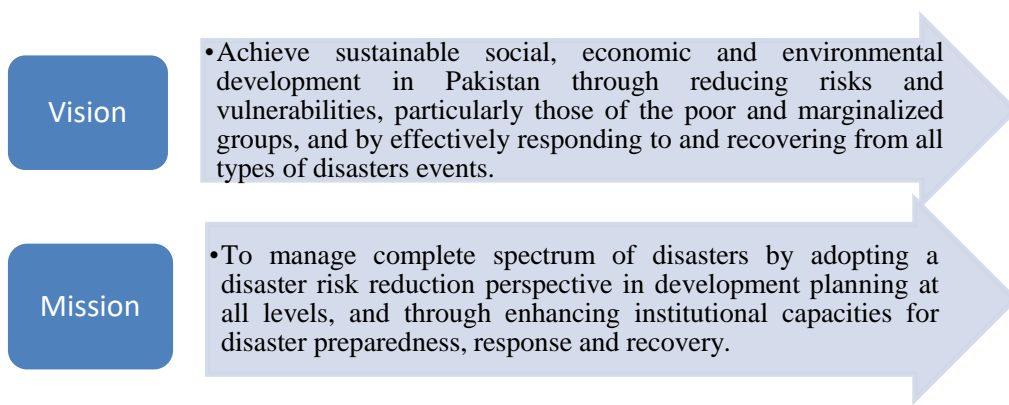 Vision
•Achieve sustainable social, economic and environmental
development in Pakistan through reducing risks and
vulnerabilities, particularly those of the poor and marginalized
groups, and by effectively responding to and recovering from all
types of disasters events.
Mission
•To manage complete spectrum of disasters by adopting a
disaster risk reduction perspective in development planning at
all levels, and through enhancing institutional capacities for
disaster preparedness, response and recovery.